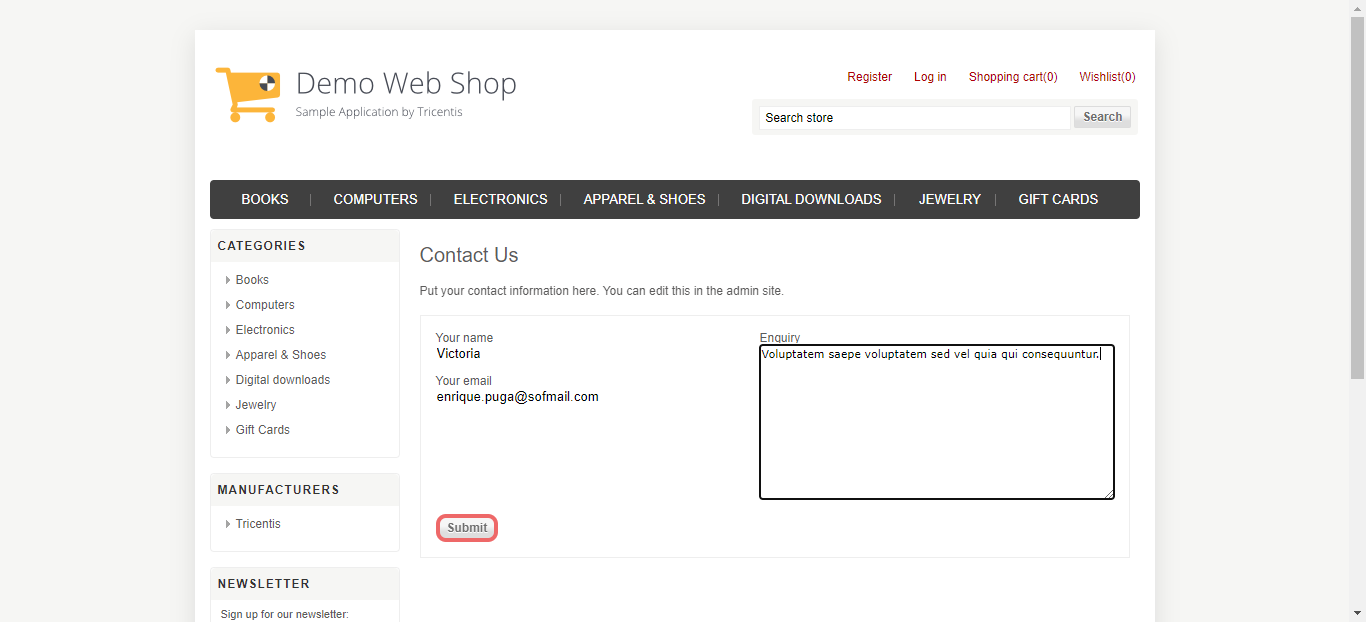 Demo Web Shop
Sample Application by Tricentis
Register Log in Shopping cart(0) Wishlist(0)
Search store Search
BOOKS COMPUTERS ELECTRONICS APPAREL & SHOES DIGITAL DOWNLOADS JEWELRY GIFT CARDS
CATEGORIES
Books
Computers
Electronics
Apparel & Shoes
Digital downloads
Jewelry
Gift Cards
MANUFACTURERS
Tricentis
NEWSLETTER
Sign up for our newsletter:
Contact Us
Put your contact information here. You can edit this in the admin site.
Your name
Victoria
Your email
enrique.puga@sofmail.com
Enquiry
Voluptatem saepe voluptatem sed vel quia qui consequuntur.
Submit